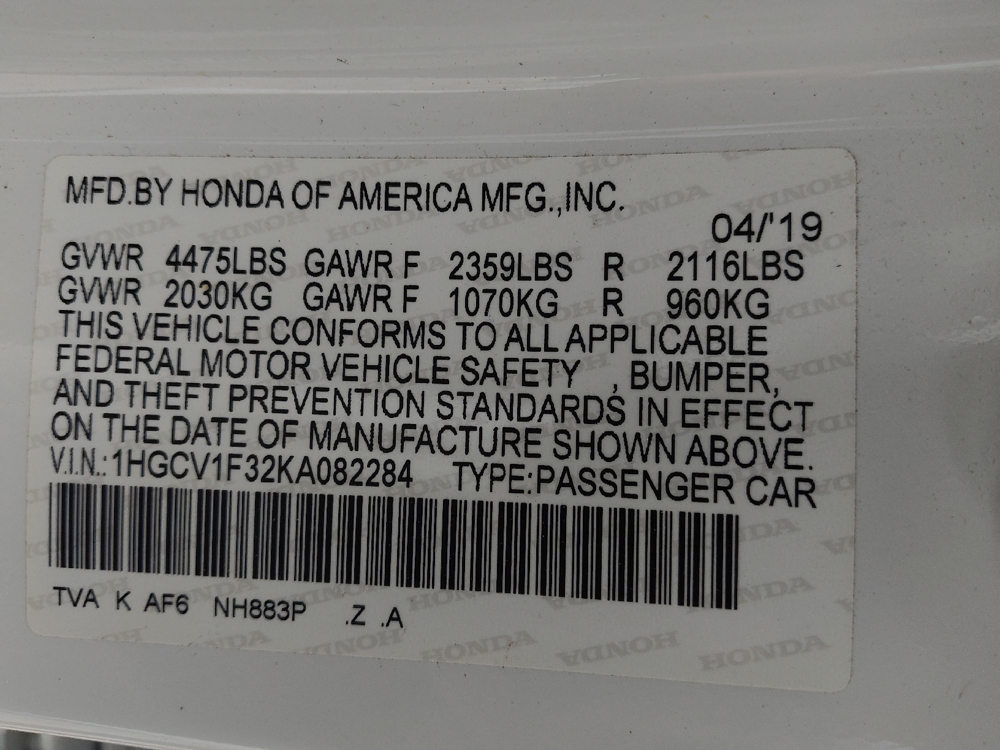 MFD.BY HONDA OF AMERICA MFG.,INC.
04/'19
GVWR 4475LBS GAWR F 2359LBS R 2116LBS
GVWR 2030KG GAWR F 1070KG R 960KG
THIS VEHICLE CONFORMS TO ALL APPLICABLE
FEDERAL MOTOR VEHICLE SAFETY , BUMPER,
AND THEFT PREVENTION STANDARDS IN EFFECT
ON THE DATE OF MANUFACTURE SHOWN ABOVE.
V.I.N.:1HGCV1F32KA082284 TYPE:PASSENGER CAR
TVA K AF6 NH883P .Z .A